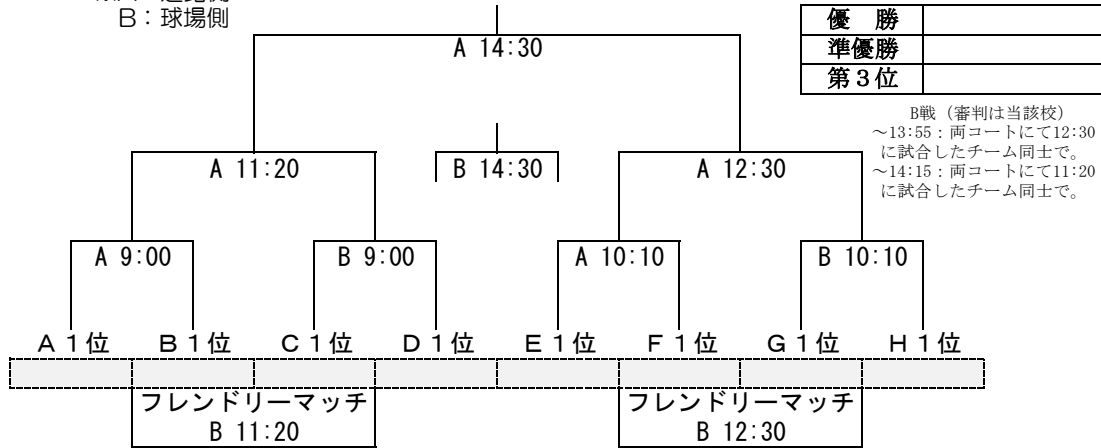 B：球場側
A 14:30
優　勝
準優勝
第３位
B戦（審判は当該校）
～13:55：両コートにて12:30
に試合したチーム同士で。
～14:15：両コートにて11:20
に試合したチーム同士で。
A 11:20
B 14:30
A 12:30
A 9:00
B 9:00
A 10:10
B 10:10
A１位
B１位
C１位
D１位
E１位
F１位
G１位
H１位
フレンドリーマッチ
B 11:20
フレンドリーマッチ
B 12:30